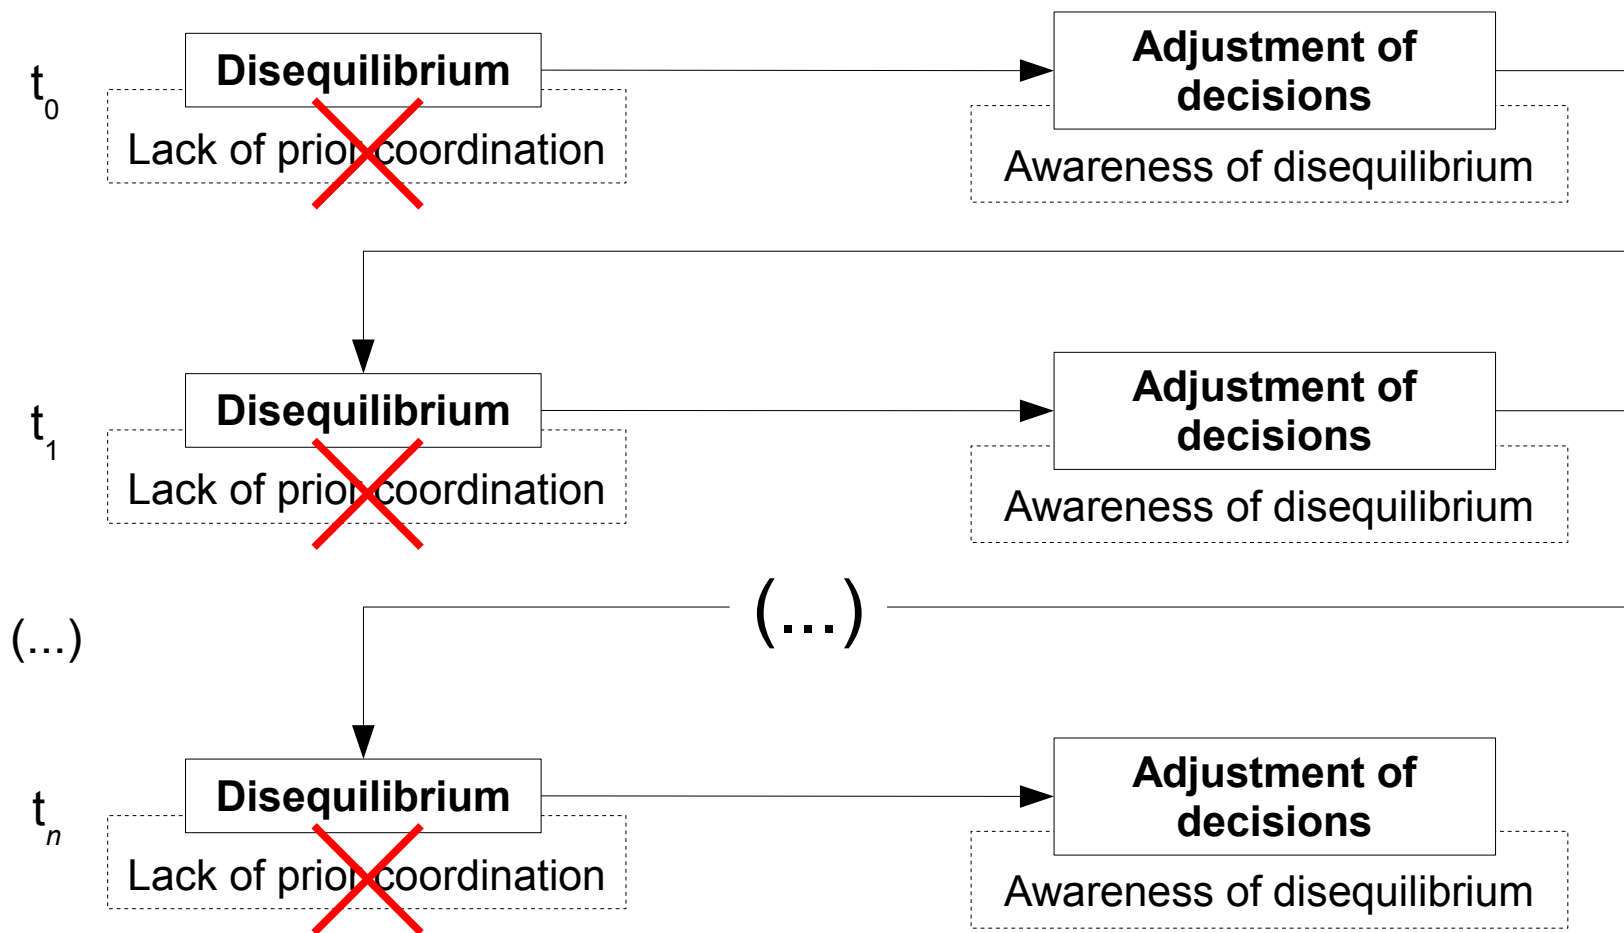 t0
Disequilibrium
Lack of prior coordination
Adjustment of
decisions
Awareness of disequilibrium
t1
Disequilibrium
Lack of prior coordination
Adjustment of
decisions
Awareness of disequilibrium
(...)
(...)
tn
Disequilibrium
Lack of prior coordination
Adjustment of
decisions
Awareness of disequilibrium